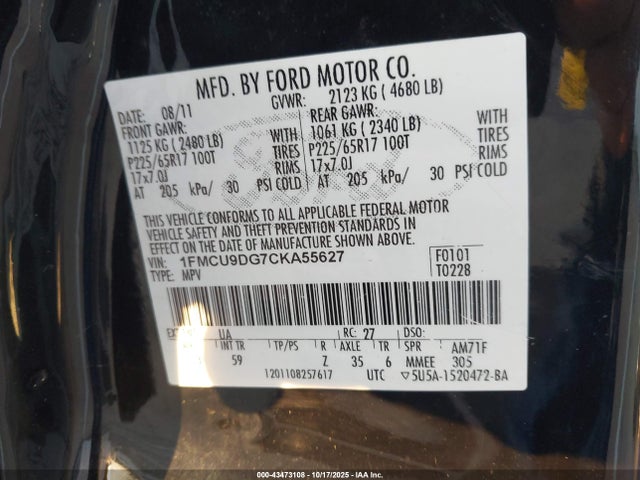 MFD. BY FORD MOTOR CO.
DATE: 08/11 GVWR: 2123 KG ( 4680 LB)
FRONT GAWR: REAR GAWR:
1125 KG ( 2480 LB) WITH 1061 KG ( 2340 LB) WITH
P225/65R17 100T TIRES P225/65R17 100T TIRES
17x7.0J RIMS 17x7.0J RIMS
AT 205 kPa/ 30 PSI COLD AT 205 kPa/ 30 PSI COLD
THIS VEHICLE CONFORMS TO ALL APPLICABLE FEDERAL MOTOR
VEHICLE SAFETY AND THEFT PREVENTION STANDARDS IN
EFFECT ON THE DATE OF MANUFACTURE SHOWN ABOVE.
VIN: 1FMCU9DG7CKA55627 F0101
TYPE: MPV T0228
UA RC: 27 DSO:
INT TR TP/PS R AXLE TR SPR AM71F
59 Z 35 6 MMEE 305
1201108257617 UTC 5U5A-1520472-BA
000-43473108 - 10/17/2025 - IAAC, INC.